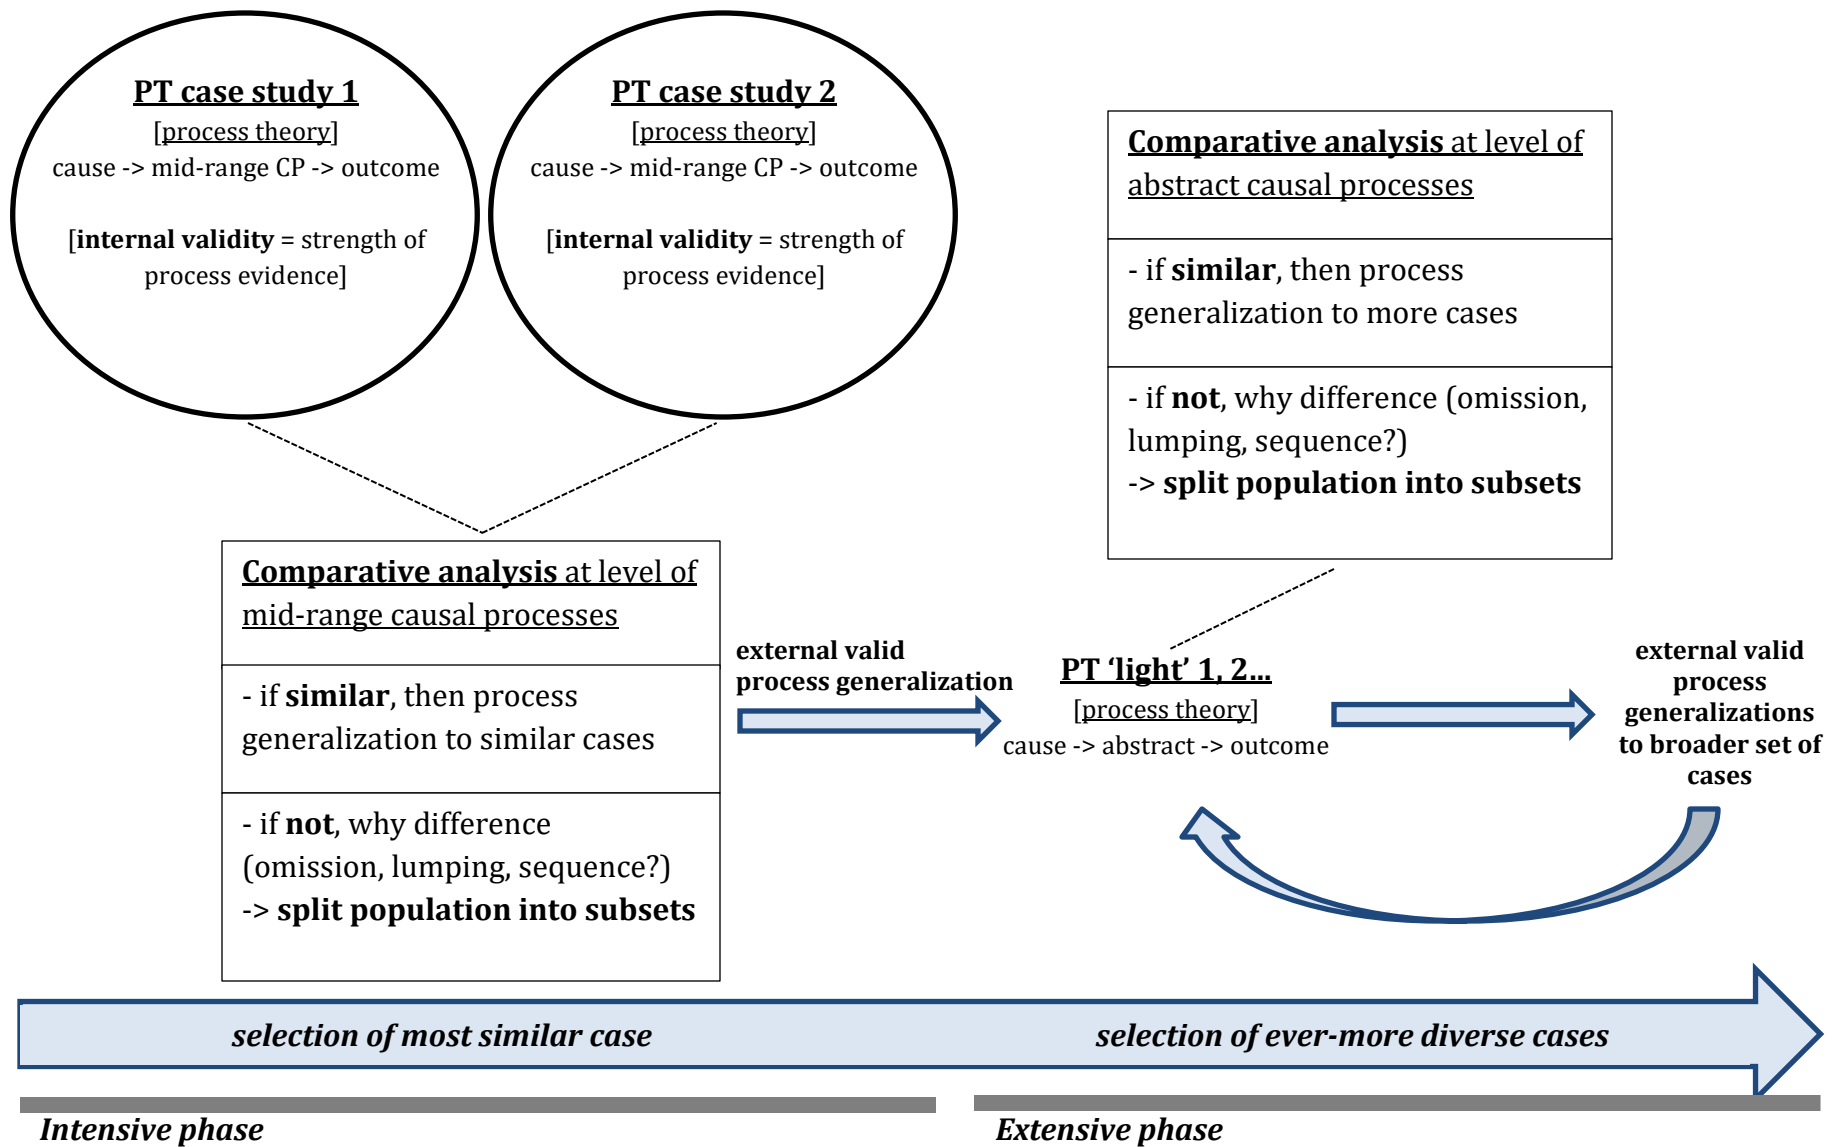 PT case study 1
[process theory]
cause -> mid-range CP -> outcome
[internal validity = strength of
process evidence]
PT case study 2
[process theory]
cause -> mid-range CP -> outcome
[internal validity = strength of
process evidence]
Comparative analysis at level of
abstract causal processes
- if similar, then process
generalization to more cases
- if not, why difference (omission,
lumping, sequence?)
-> split population into subsets
Comparative analysis at level of
mid-range causal processes
- if similar, then process
generalization to similar cases
- if not, why difference
(omission, lumping, sequence?)
-> split population into subsets
external valid
process generalization
PT ‘light’ 1, 2...
[process theory]
cause -> abstract -> outcome
external valid
process
generalizations
to broader set of
cases
selection of most similar case
selection of ever-more diverse cases
Intensive phase
Extensive phase